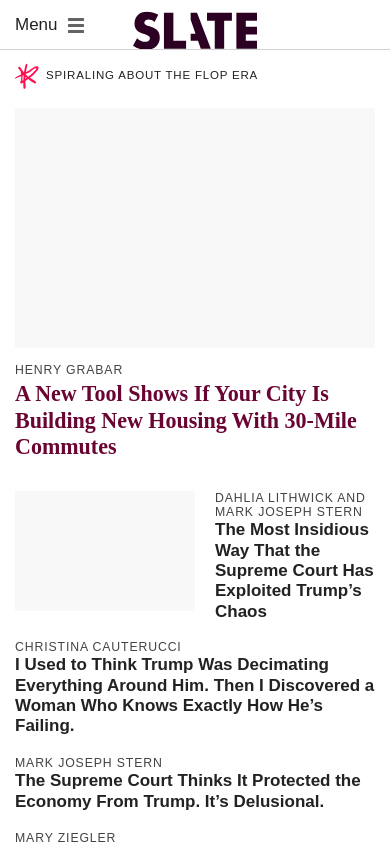 Menu
SLATE
SPIRALING ABOUT THE FLOP ERA
HENRY GRABAR
A New Tool Shows If Your City Is
Building New Housing With 30-Mile
Commutes
DAHLIA LITHWICK AND
MARK JOSEPH STERN
The Most Insidious
Way That the
Supreme Court Has
Exploited Trump’s
Chaos
CHRISTINA CAUTERUCCI
I Used to Think Trump Was Decimating
Everything Around Him. Then I Discovered a
Woman Who Knows Exactly How He’s
Failing.
MARK JOSEPH STERN
The Supreme Court Thinks It Protected the
Economy From Trump. It’s Delusional.
MARY ZIEGLER